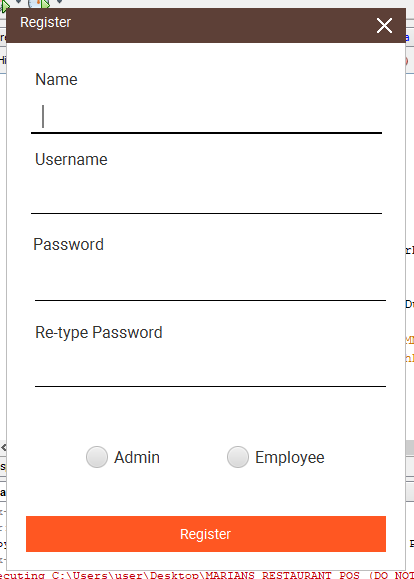 Register
Name
Username
Password
Re-type Password
Admin
Employee
Register
ecuting C:\Users\user\Desktop\MARIANS RESTAURANT POS (DO NOT